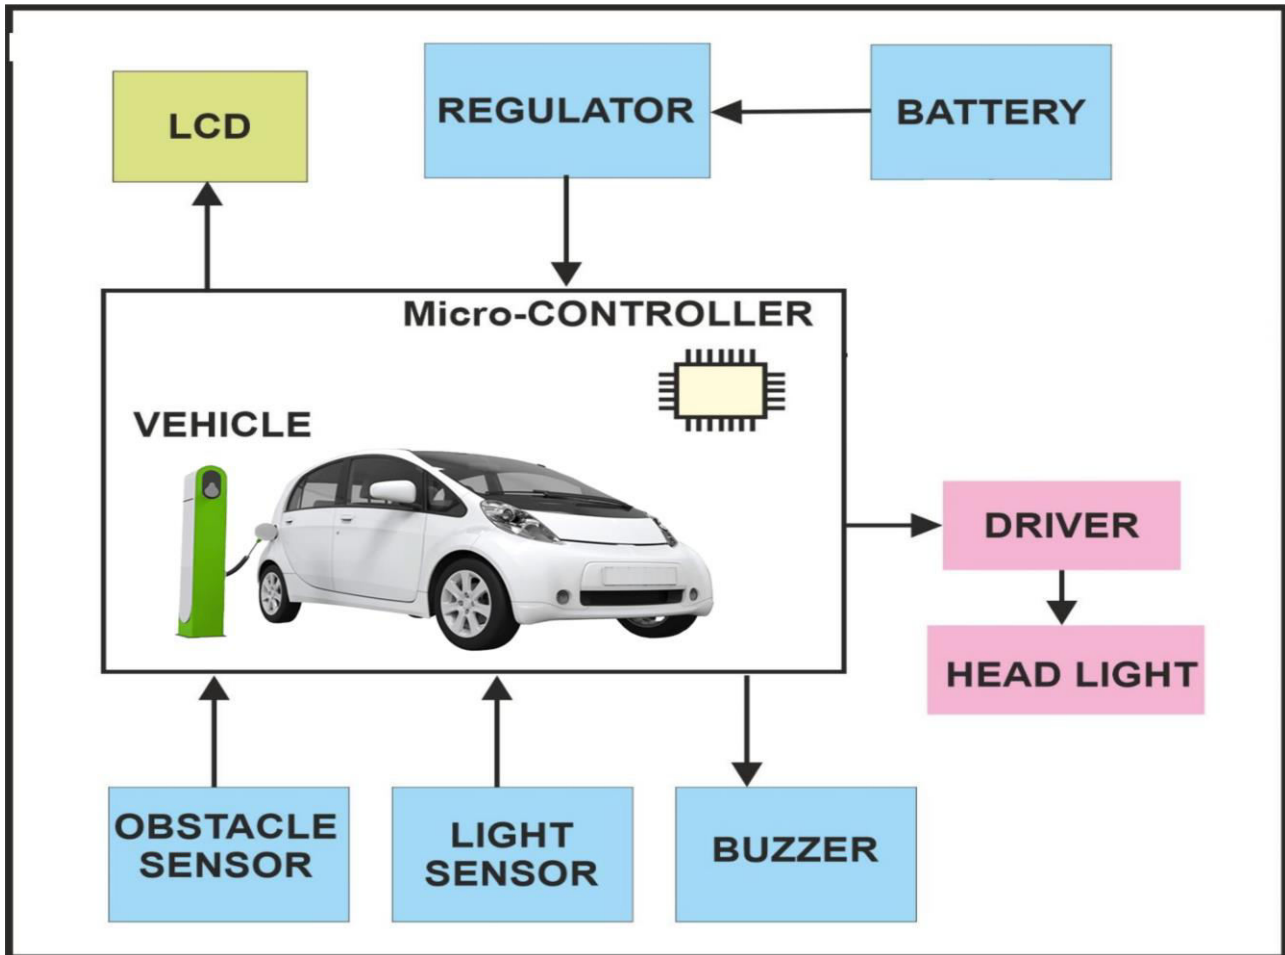 LCD
REGULATOR
BATTERY
Micro-CONTROLLER
VEHICLE
DRIVER
HEAD LIGHT
OBSTACLE
SENSOR
LIGHT
SENSOR
BUZZER